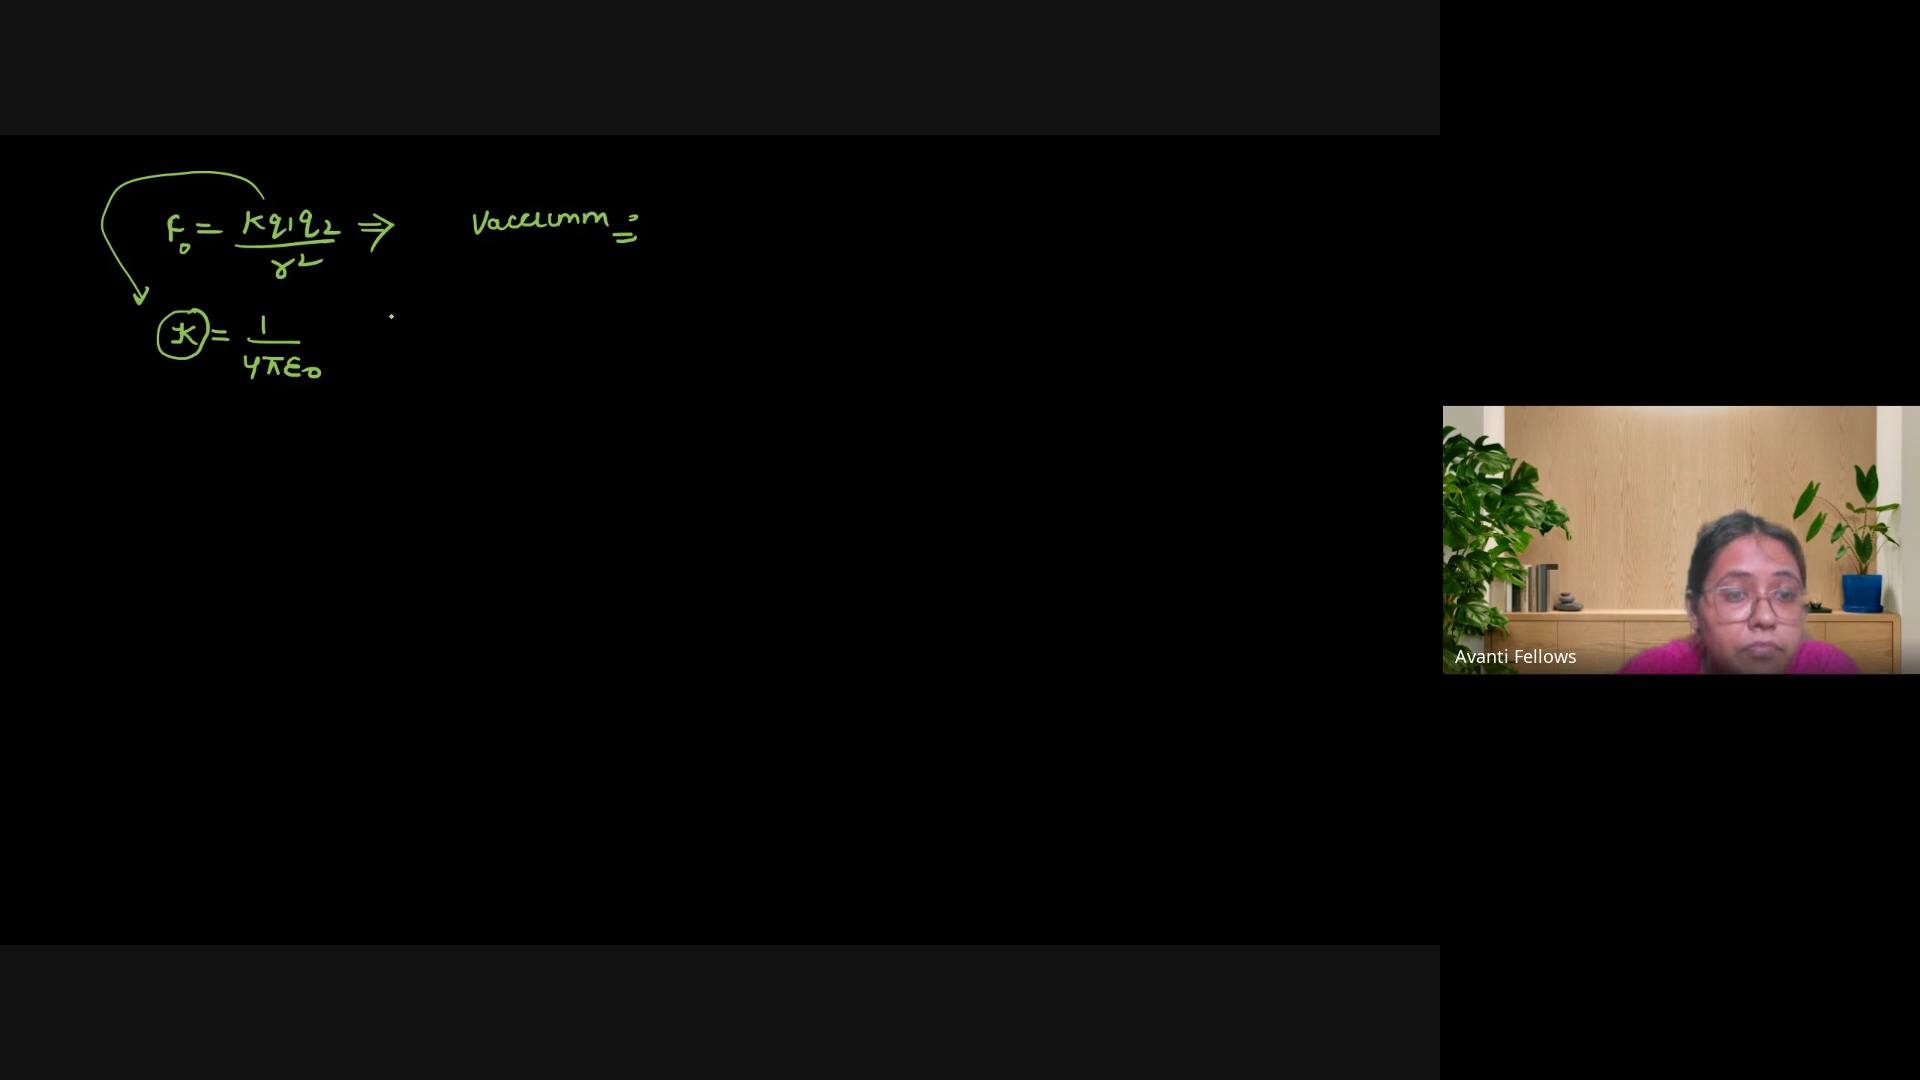 F₀ = Kq₁q₂/r² ⇒ Vaccumm =
K = 1/4πε₀
Avanti Fellows